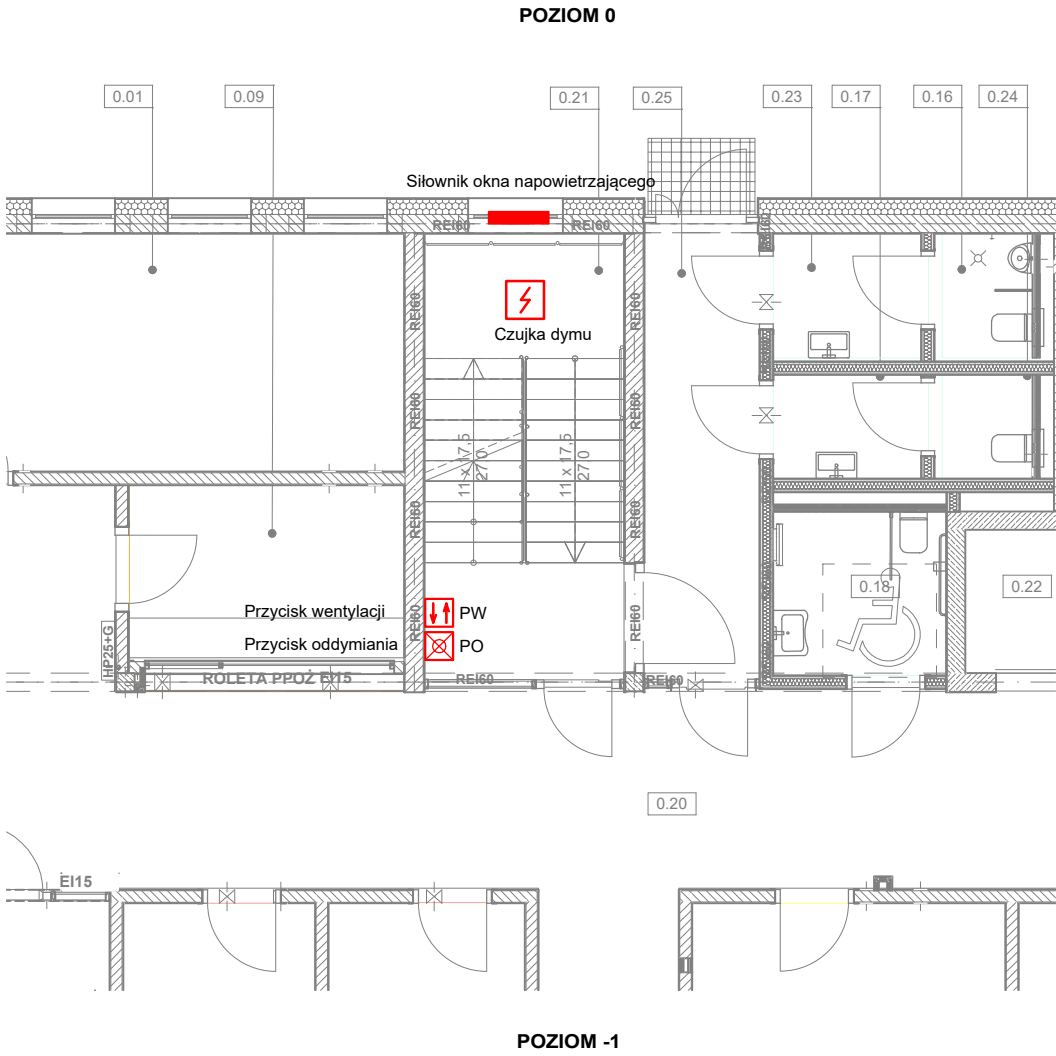 POZIOM 0
0.01
0.09
0.21
0.25
0.23
0.17
0.16
0.24
Siłownik okna napowietrzającego
REI60
REI60
REI60
REI60
REI60
Czujka dymu
REI60
REI60
11 x 17,5
27,0
11 x 17,5
27,0
REI60
REI60
0.18
0.22
Przycisk wentylacji
PW
REI60
REI60
Przycisk oddymiania
PO
HP25+G
ROLETA PPOŻ EI15
REI60
REI60
0.20
EI15
POZIOM -1